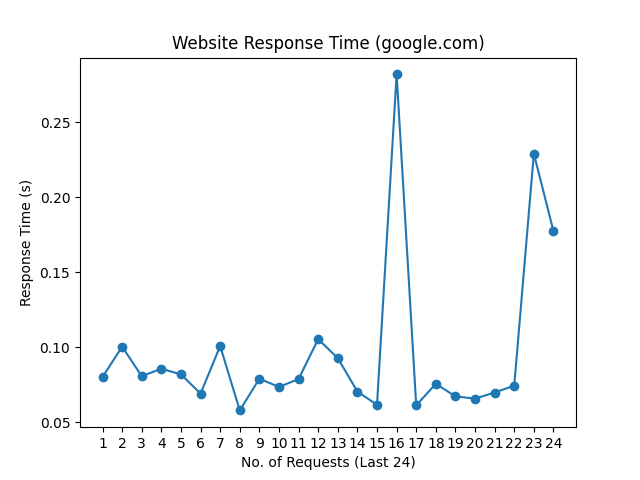 Website Response Time (google.com)
0.25
0.20
0.15
0.10
0.05
Response Time (s)
1 2 3 4 5 6 7 8 9 10 11 12 13 14 15 16 17 18 19 20 21 22 23 24
No. of Requests (Last 24)